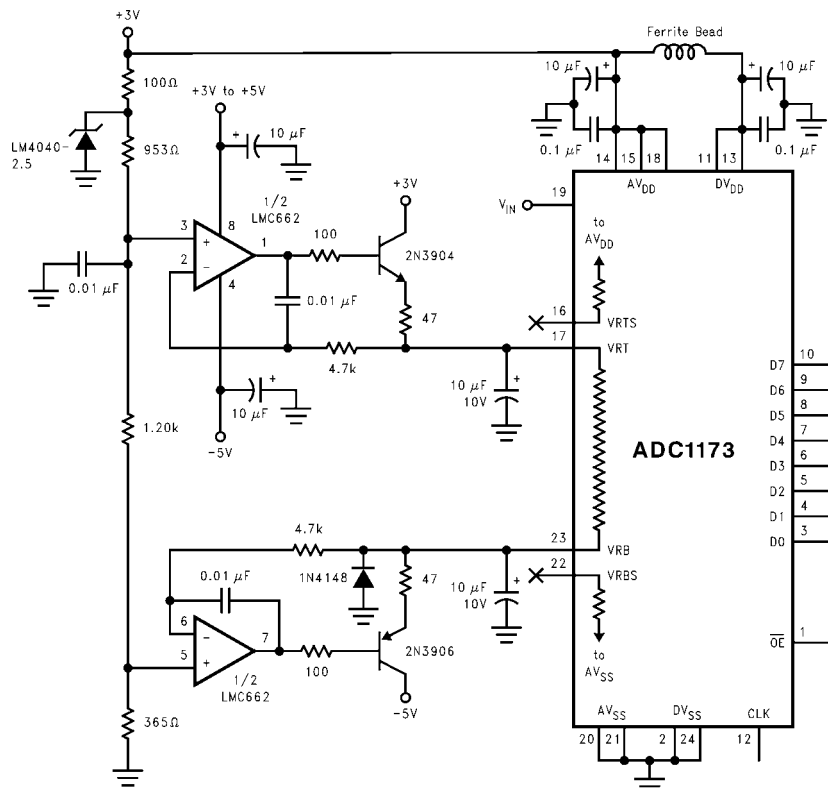 +3V
Ferrite Bead
100Ω
+3V to +5V
10 µF
+
+
10 µF
LM4040-
2.5
953Ω
+
10 µF
0.1 µF
0.1 µF
14
15
18
11
13
AVDD
DVDD
1/2
LMC662
+3V
VIN
19
to
AVDD
3
+
8
1
100
2N3904
2
−
4
0.01 µF
0.01 µF
47
16
VRTS
17
VRT
4.7k
10 µF
+
10 µF
10V
+
D7
10
D6
9
D5
8
D4
7
D3
6
D2
5
D1
4
D0
3
1.20k
−5V
ADC1173
4.7k
23
VRB
22
VRBS
0.01 µF
1N4148
47
10 µF
10V
+
6
−
7
5
+
100
2N3906
to
AVSS
OE
1
1/2
LMC662
−5V
365Ω
AVSS
DVSS
CLK
20
21
2
24
12